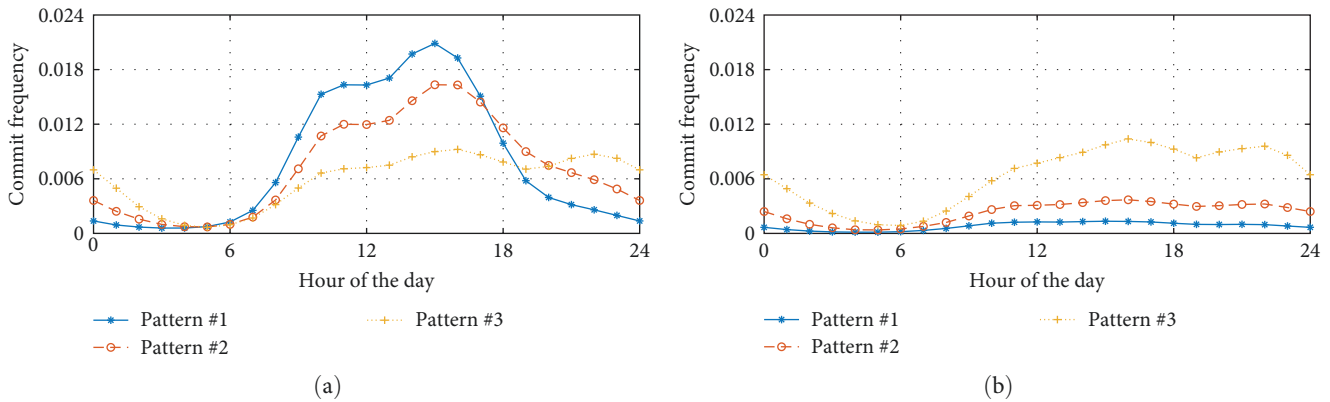 0.024
0.018
0.012
0.006
0
Commit frequency
0 6 12 18 24
Hour of the day
Pattern #1
Pattern #2
Pattern #3
(a)
0.024
0.018
0.012
0.006
0
Commit frequency
0 6 12 18 24
Hour of the day
Pattern #1
Pattern #2
Pattern #3
(b)